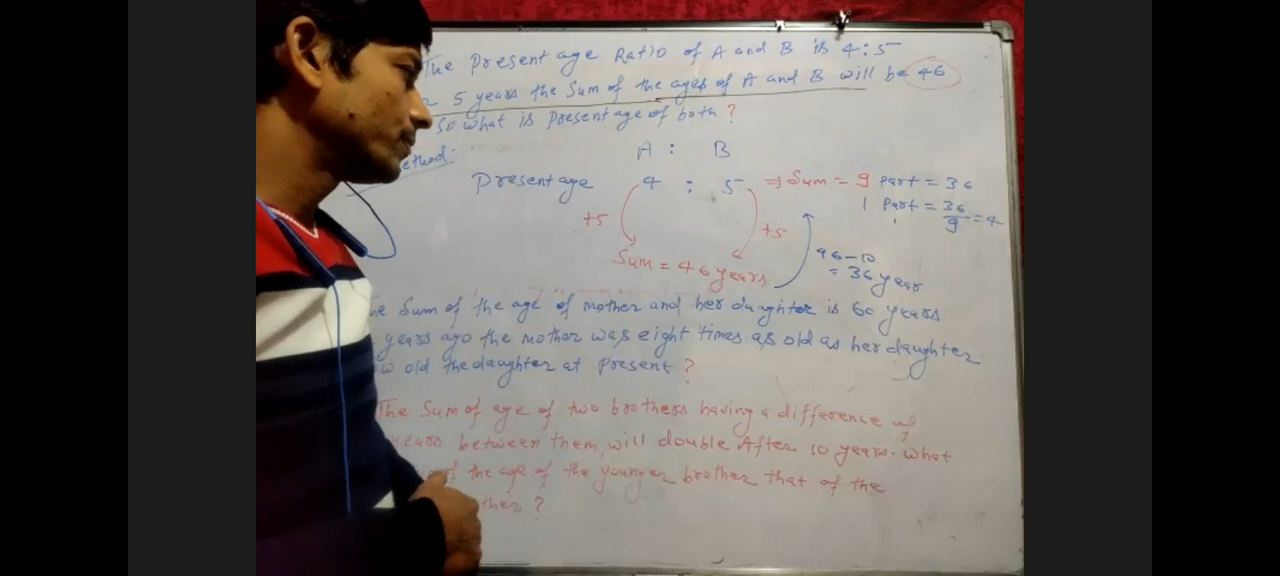 The Present age Ratio of A and B is 4:5
5 years the Sum of the ages of A and B will be 46
So what is Present age of both?
ethod:
A : B
Present age 4 : 5 ⇒ Sum = 9 Part = 36
1 Part = 36/9 = 4
+5 +5
Sum = 46 years
46-10
= 36 year
he Sum of the age of mother and her daughter is 60 years
years ago the mother was eight times as old as her daughter
w old the daughter at Present?
The Sum of age of two brothers having a difference of
years between them, will double After 10 years. What
of the age of the younger brother that of the
ther?